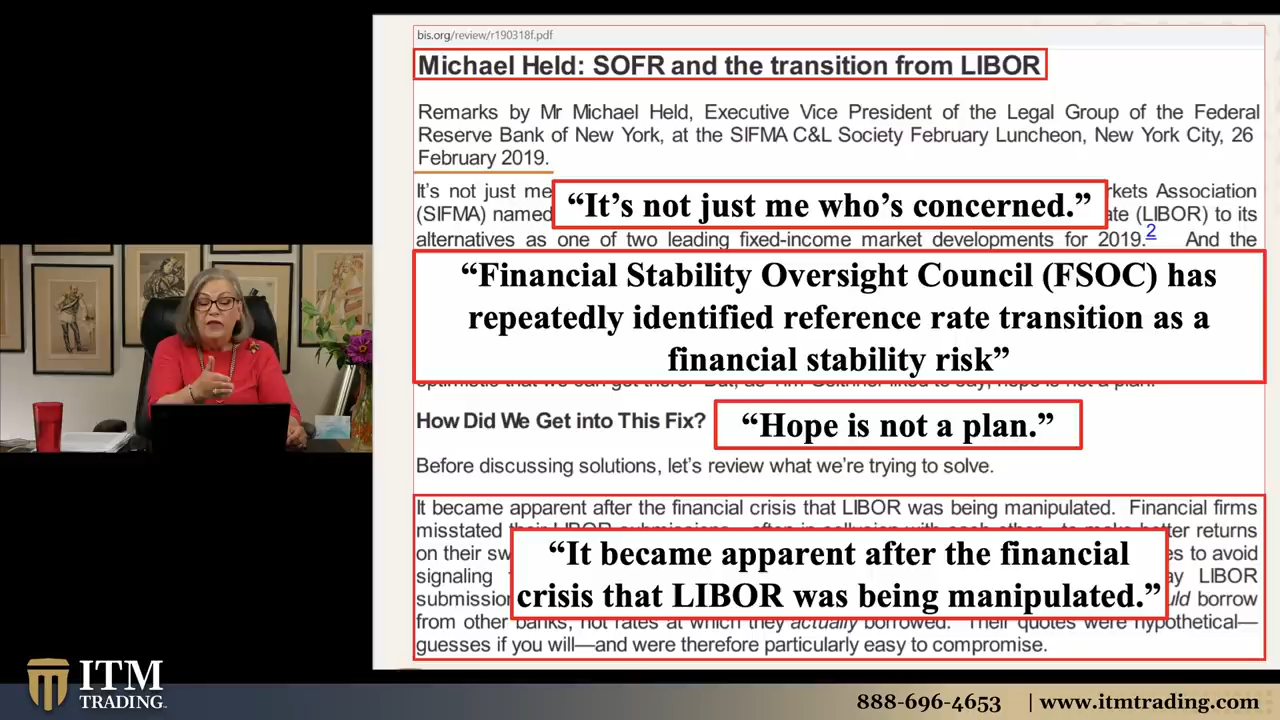 bis.org/review/r190318f.pdf
Michael Held: SOFR and the transition from LIBOR
Remarks by Mr Michael Held, Executive Vice President of the Legal Group of the Federal
Reserve Bank of New York, at the SIFMA C&L Society February Luncheon, New York City, 26
February 2019.
It's not just me
“It’s not just me who’s concerned.”
rkets Association
(SIFMA) named
ate (LIBOR) to its
alternatives as one of two leading fixed-income market developments for 2019.2 And the
“Financial Stability Oversight Council (FSOC) has
repeatedly identified reference rate transition as a
financial stability risk”
How Did We Get into This Fix?
“Hope is not a plan.”
Before discussing solutions, let's review what we're trying to solve.
It became apparent after the financial crisis that LIBOR was being manipulated. Financial firms
misstated
ter returns
on their sw
es to avoid
“It became apparent after the financial
crisis that LIBOR was being manipulated.”
signaling
ay LIBOR
submission
uld borrow
from other banks, not rates at which they actually borrowed. Their quotes were hypothetical—
guesses if you will—and were therefore particularly easy to compromise.
ITM
TRADING
888-696-4653 | www.itmtrading.com